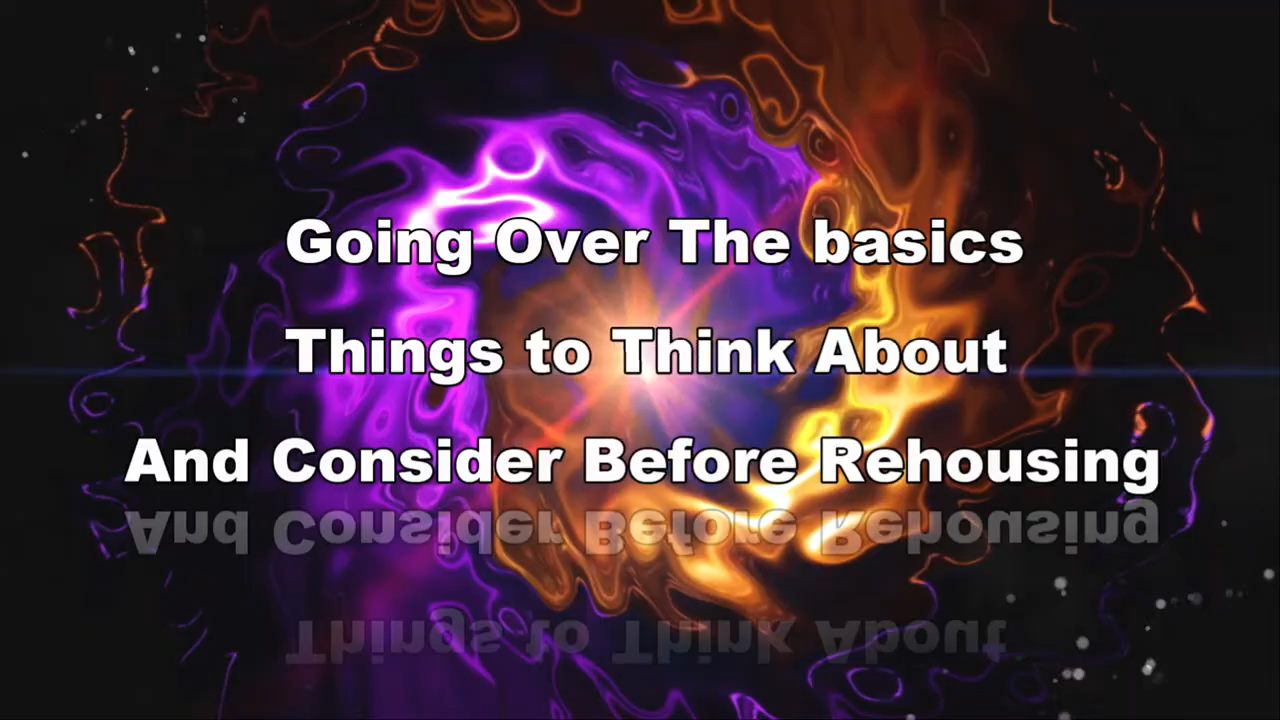 Going Over The basics
Things to Think About
And Consider Before Rehousing